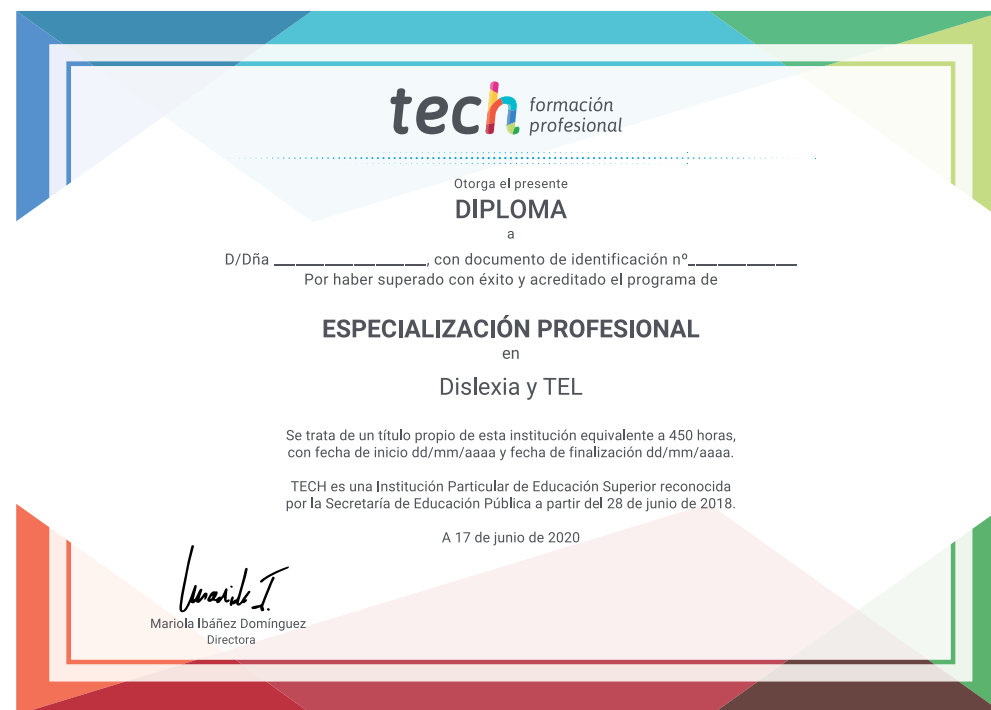 tech formación
profesional
Otorga el presente
DIPLOMA
a
D/Dña ______________, con documento de identificación nº__________
Por haber superado con éxito y acreditado el programa de
ESPECIALIZACIÓN PROFESIONAL
en
Dislexia y TEL
Se trata de un título propio de esta institución equivalente a 450 horas,
con fecha de inicio dd/mm/aaaa y fecha de finalización dd/mm/aaaa.
TECH es una Institución Particular de Educación Superior reconocida
por la Secretaría de Educación Pública a partir del 28 de junio de 2018.
A 17 de junio de 2020
Mariola Ibáñez Domínguez
Directora